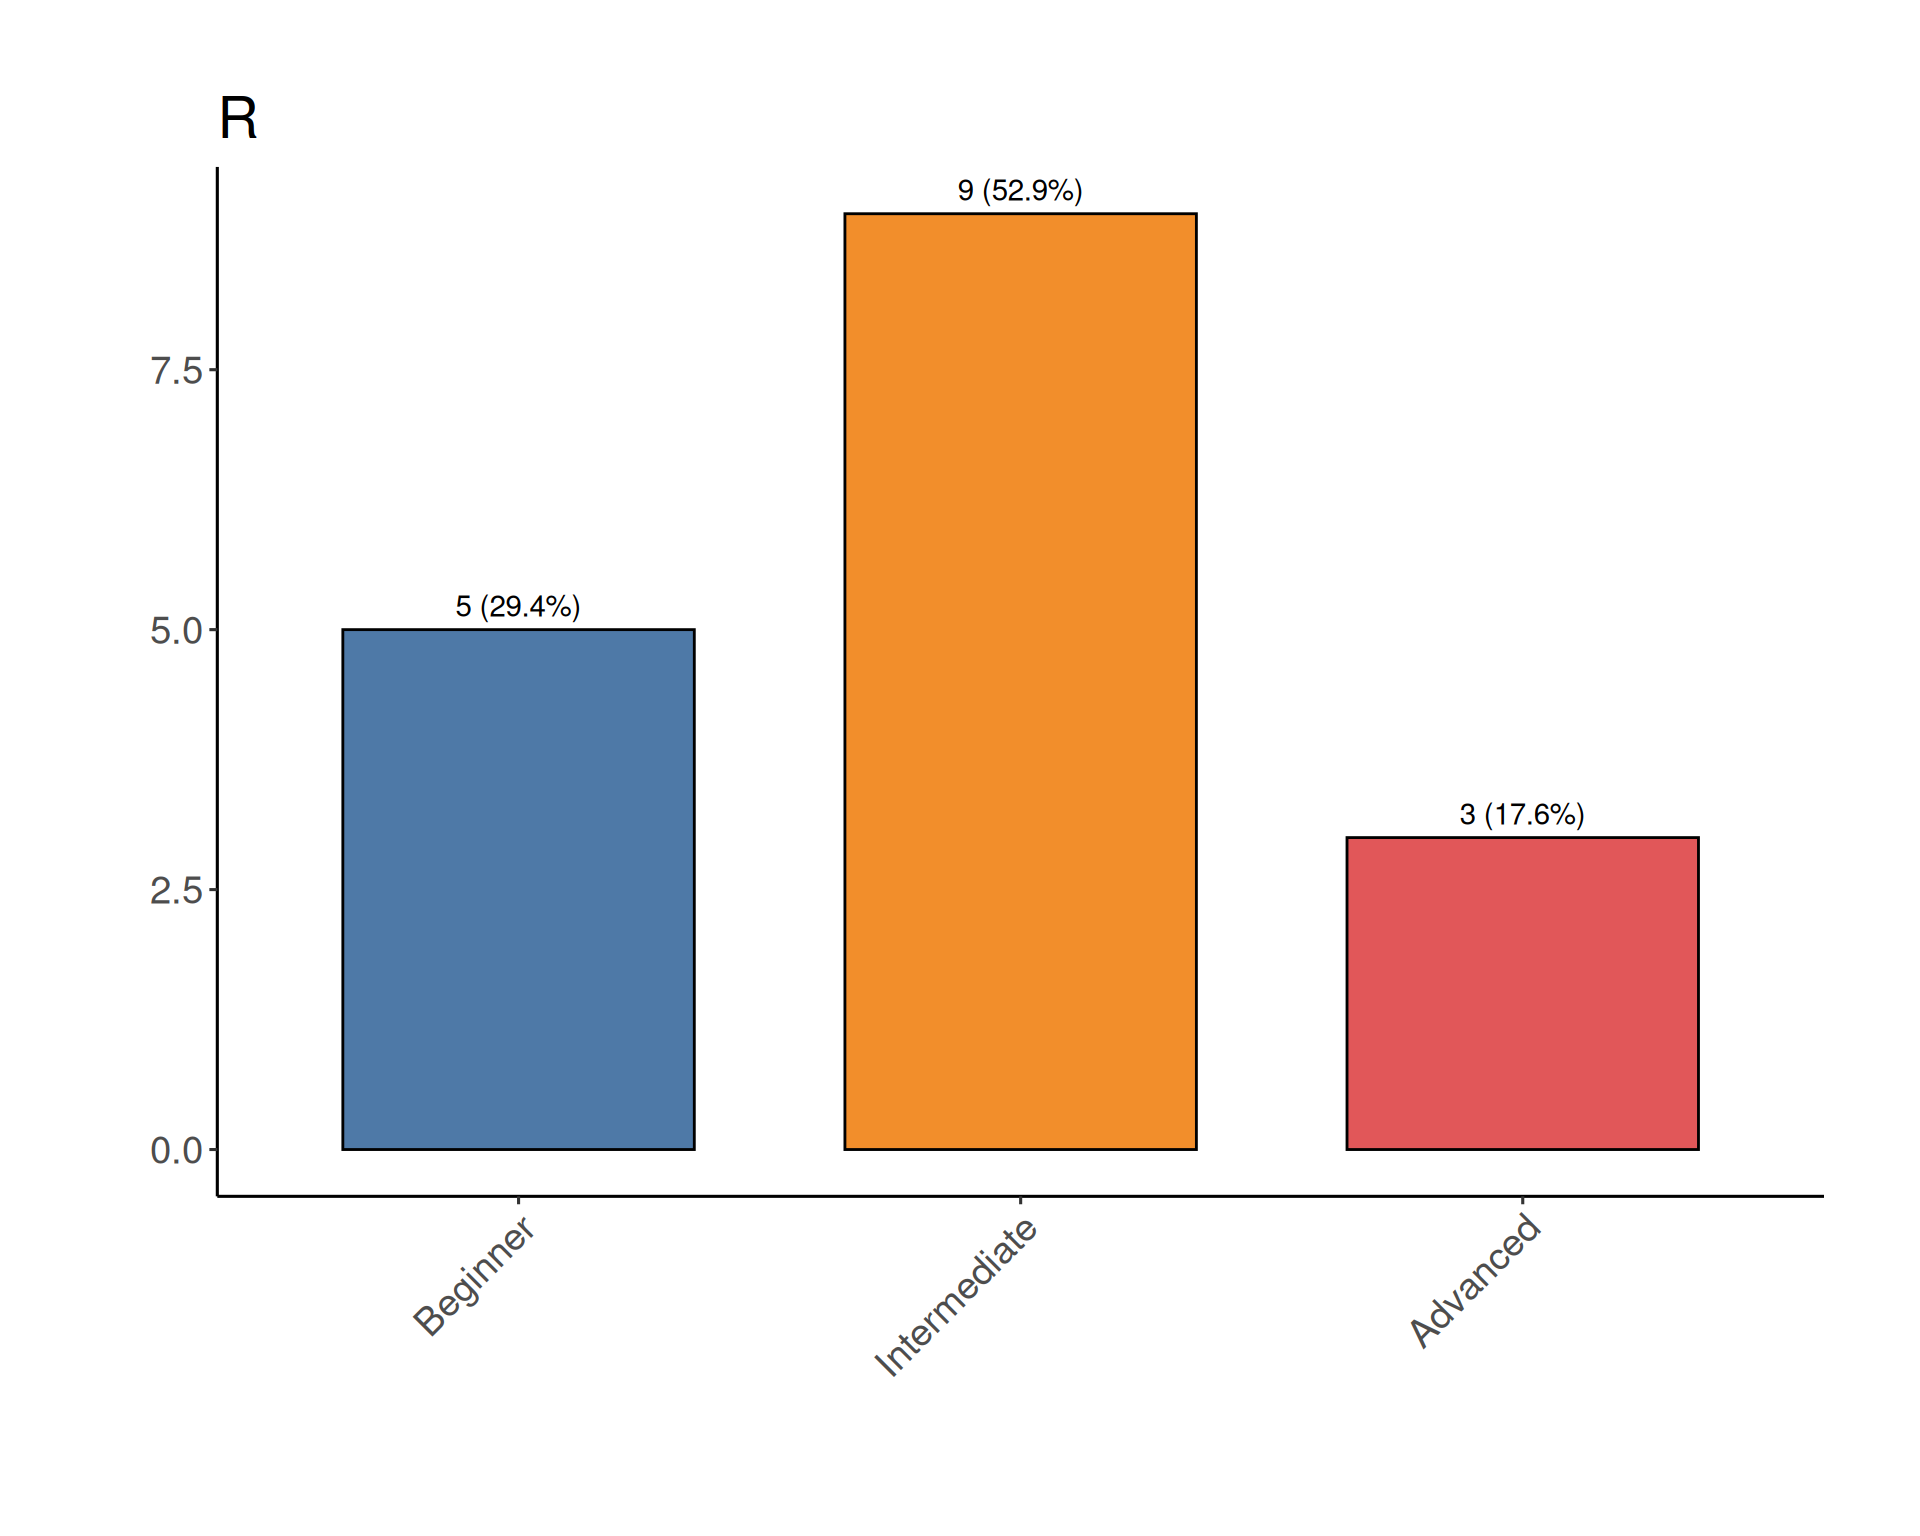 R
9 (52.9%)
7.5
5 (29.4%)
5.0
3 (17.6%)
2.5
0.0
Beginner
Intermediate
Advanced